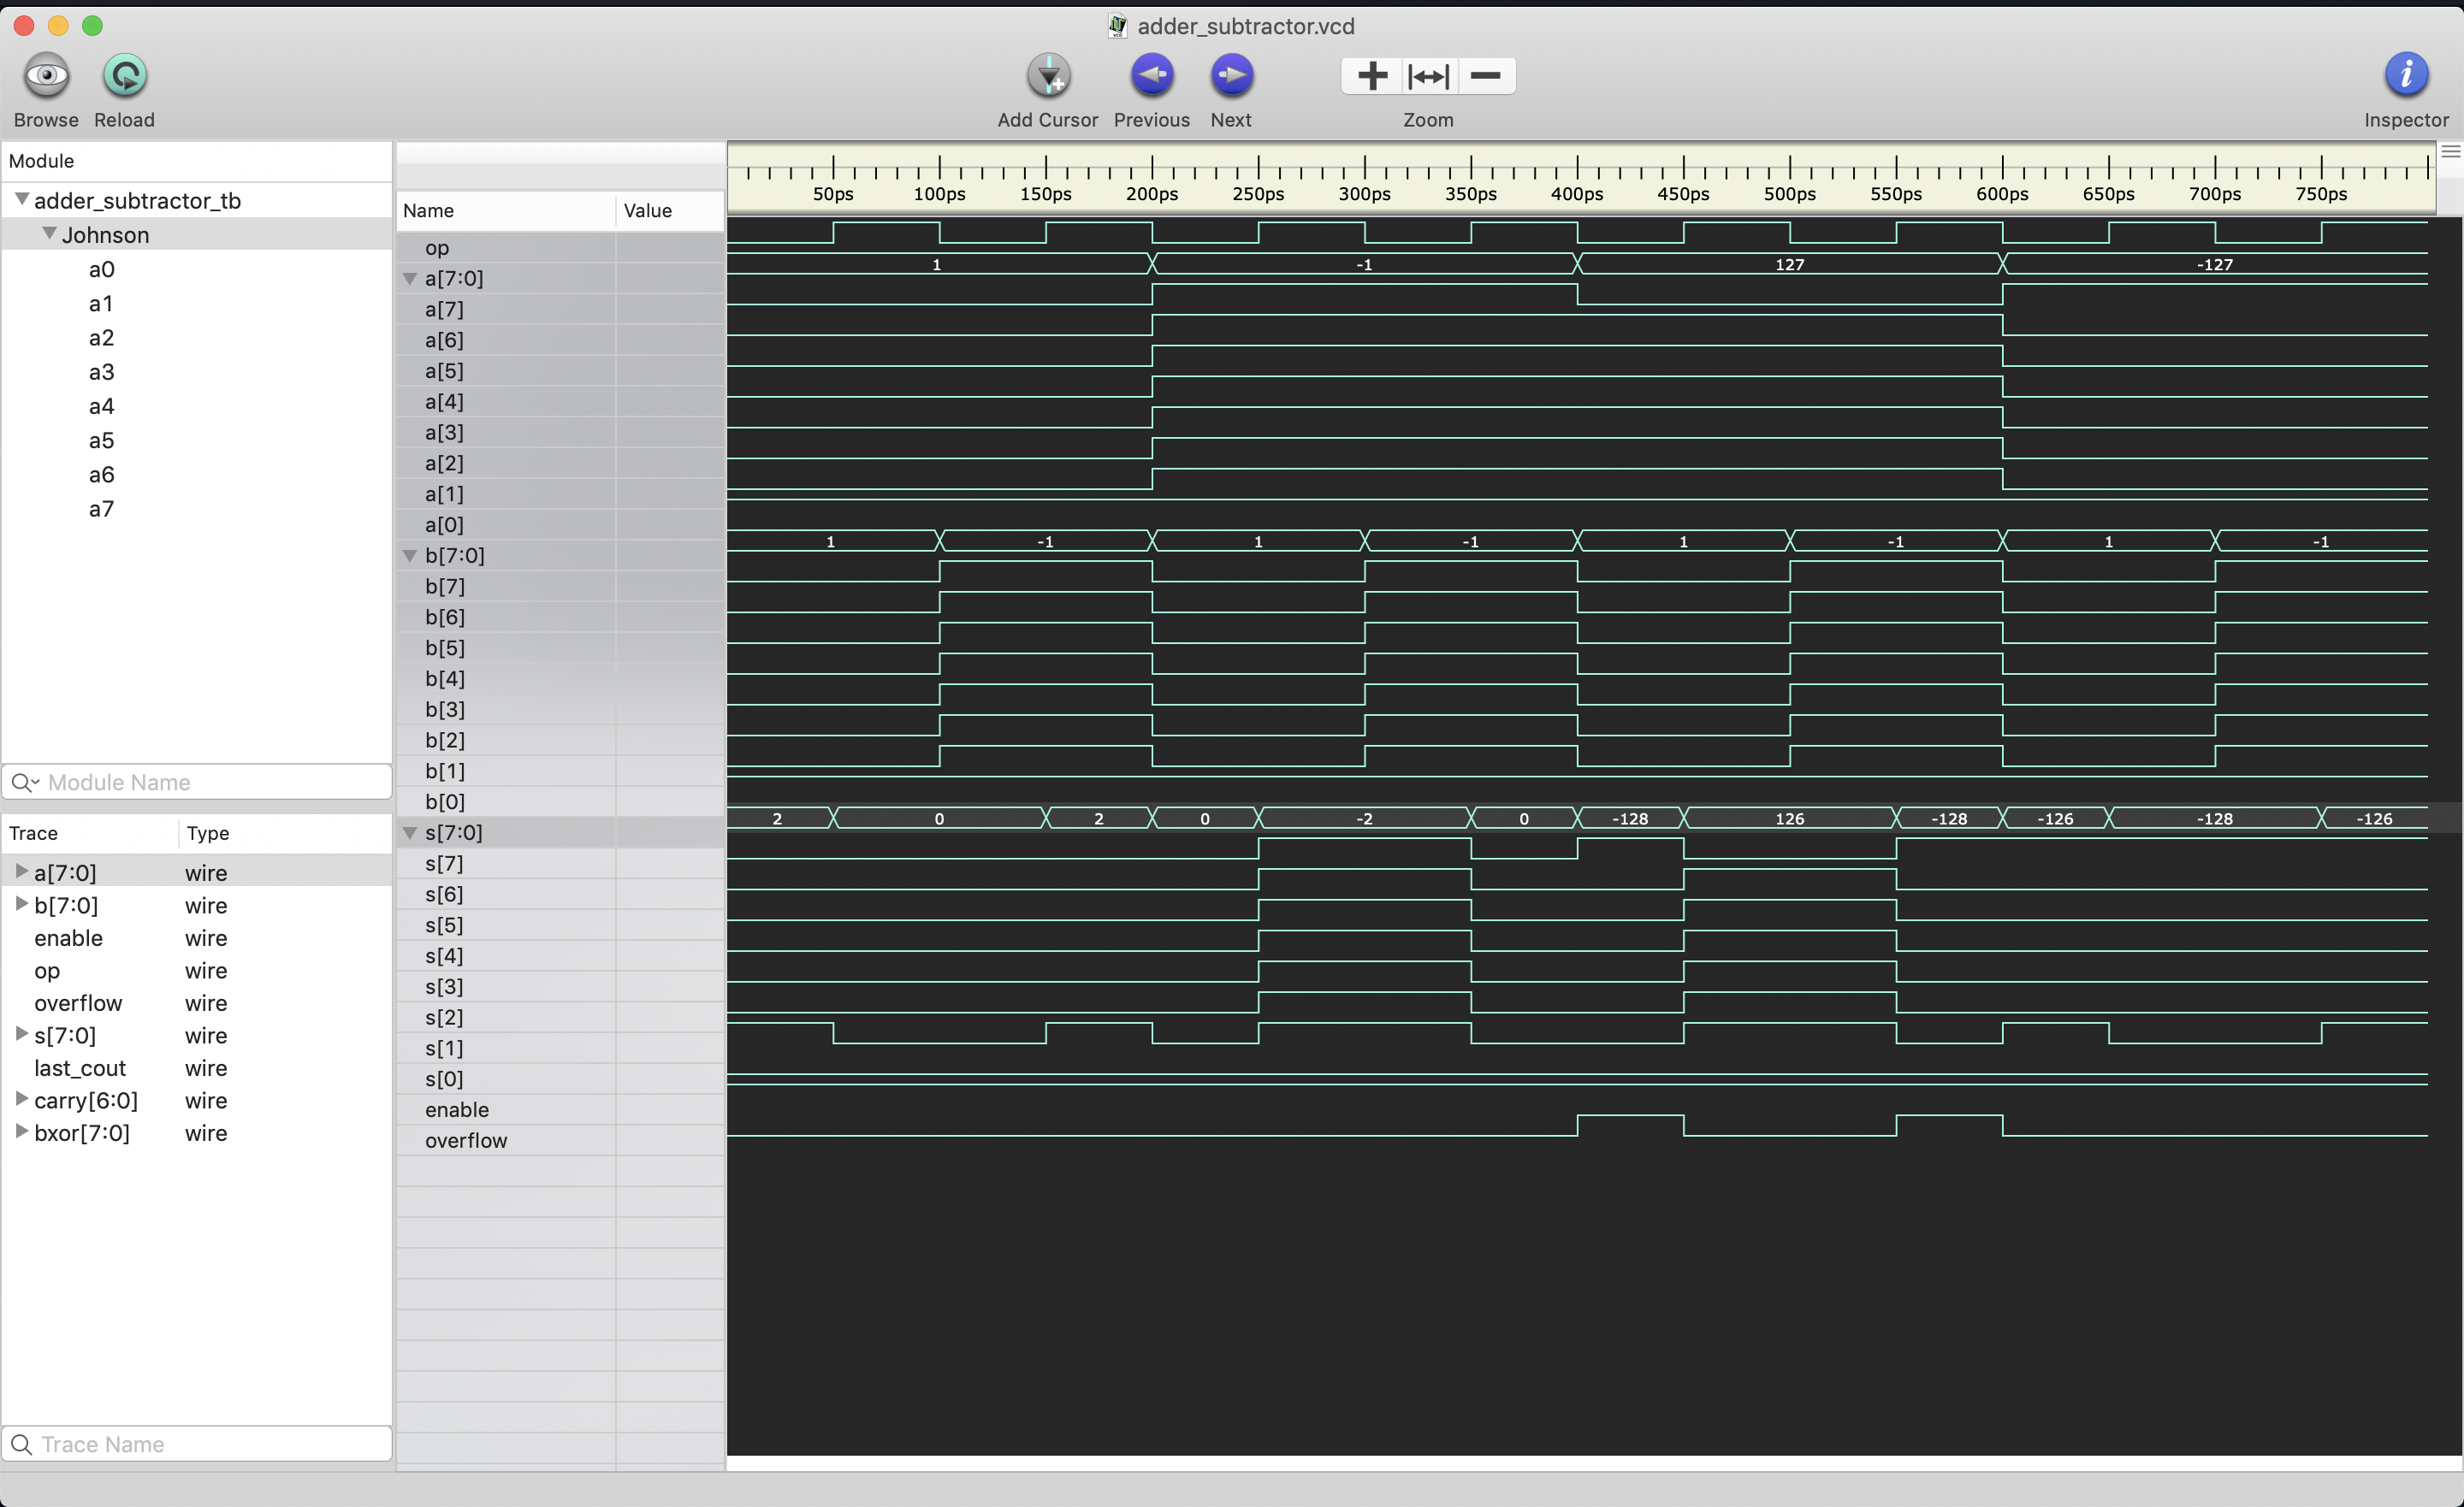 adder_subtractor.vcd
Browse Reload Add Cursor Previous Next Zoom Inspector
Module
adder_subtractor_tb
Johnson
a0
a1
a2
a3
a4
a5
a6
a7
Module Name
Trace Type
a[7:0] wire
b[7:0] wire
enable wire
op wire
overflow wire
s[7:0] wire
last_cout wire
carry[6:0] wire
bxor[7:0] wire
Trace Name
Name Value
op
a[7:0]
a[7]
a[6]
a[5]
a[4]
a[3]
a[2]
a[1]
a[0]
b[7:0]
b[7]
b[6]
b[5]
b[4]
b[3]
b[2]
b[1]
b[0]
s[7:0]
s[7]
s[6]
s[5]
s[4]
s[3]
s[2]
s[1]
s[0]
enable
overflow
50ps 100ps 150ps 200ps 250ps 300ps 350ps 400ps 450ps 500ps 550ps 600ps 650ps 700ps 750ps
1 -1 127 -127
1 -1 1 -1 1 -1 1 -1
2 0 2 0 -2 0 -128 126 -128 -126 -128 -126